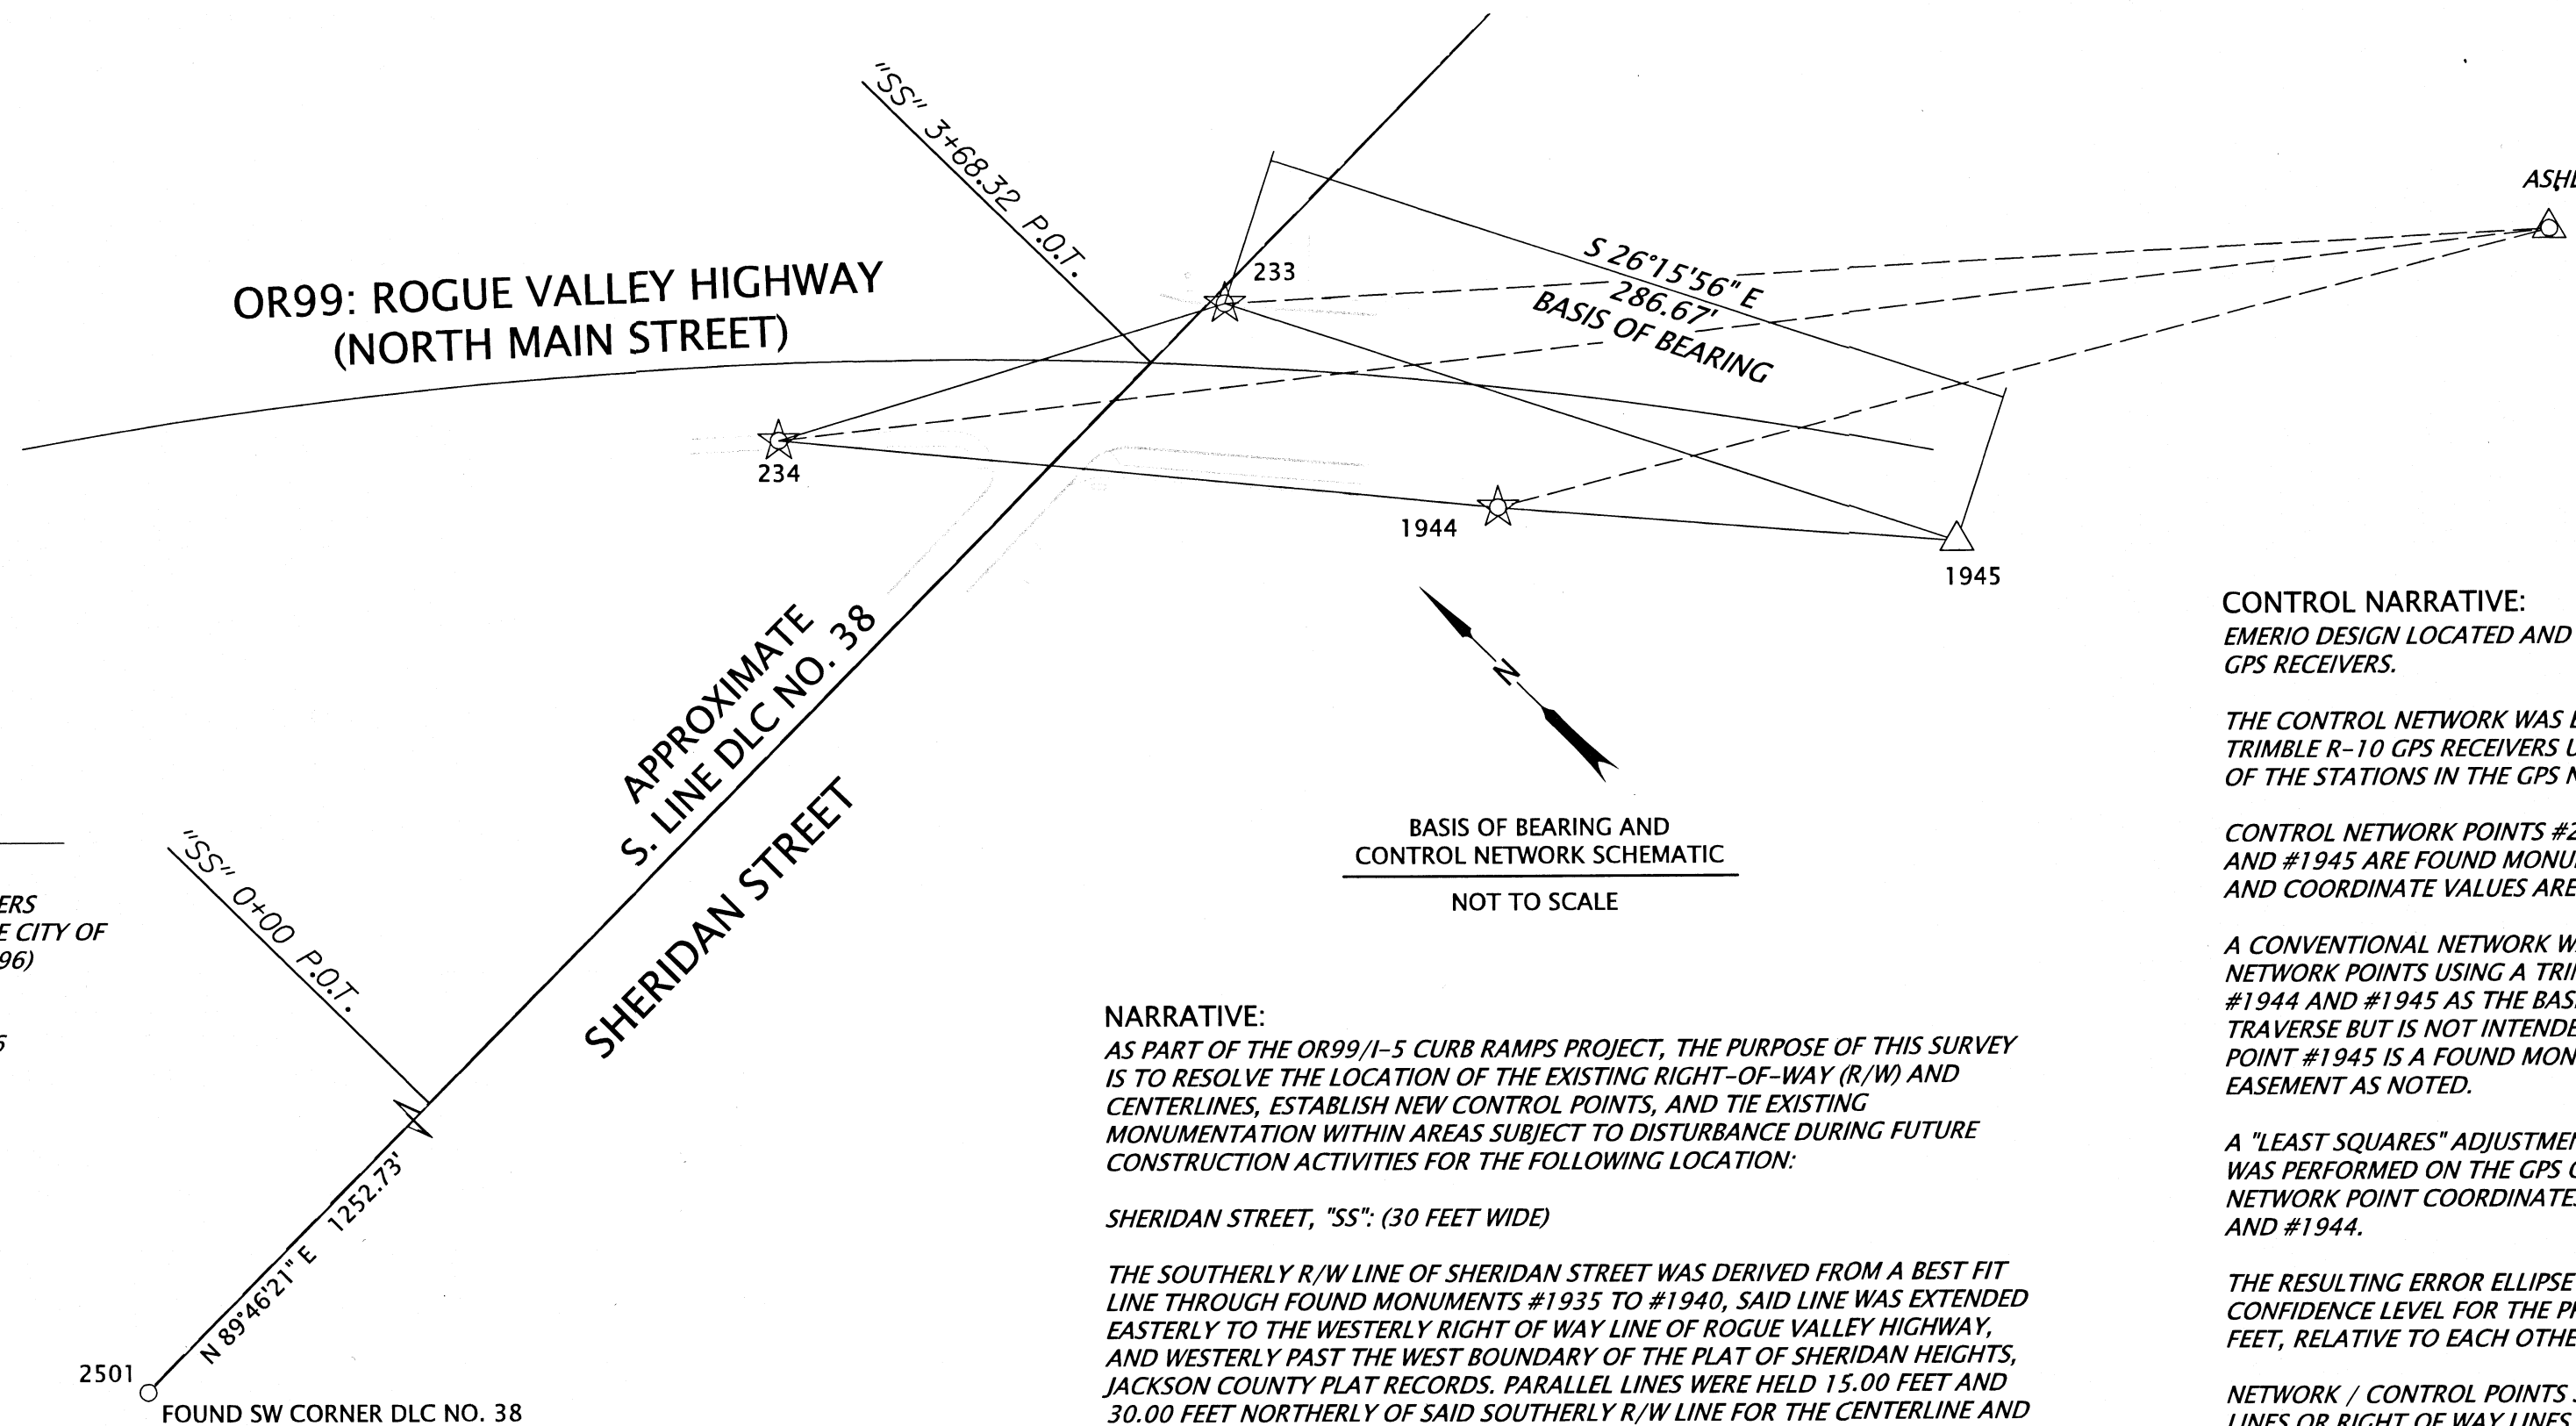 "SS" 3+68.32 P.O.T.
OR99: ROGUE VALLEY HIGHWAY
(NORTH MAIN STREET)
233
S 26°15'56" E
286.67'
BASIS OF BEARING
234
1944
1945
APPROXIMATE
S. LINE DLC NO. 38
SHERIDAN STREET
N
BASIS OF BEARING AND
CONTROL NETWORK SCHEMATIC
NOT TO SCALE
"SS" 0+00 P.O.T.
E CITY OF
96)
N 89°46'21" E 1252.73'
2501
FOUND SW CORNER DLC NO. 38
NARRATIVE:
AS PART OF THE OR99/I-5 CURB RAMPS PROJECT, THE PURPOSE OF THIS SURVEY
IS TO RESOLVE THE LOCATION OF THE EXISTING RIGHT-OF-WAY (R/W) AND
CENTERLINES, ESTABLISH NEW CONTROL POINTS, AND TIE EXISTING
MONUMENTATION WITHIN AREAS SUBJECT TO DISTURBANCE DURING FUTURE
CONSTRUCTION ACTIVITIES FOR THE FOLLOWING LOCATION:
SHERIDAN STREET, "SS": (30 FEET WIDE)
THE SOUTHERLY R/W LINE OF SHERIDAN STREET WAS DERIVED FROM A BEST FIT
LINE THROUGH FOUND MONUMENTS #1935 TO #1940, SAID LINE WAS EXTENDED
EASTERLY TO THE WESTERLY RIGHT OF WAY LINE OF ROGUE VALLEY HIGHWAY,
AND WESTERLY PAST THE WEST BOUNDARY OF THE PLAT OF SHERIDAN HEIGHTS,
JACKSON COUNTY PLAT RECORDS. PARALLEL LINES WERE HELD 15.00 FEET AND
30.00 FEET NORTHERLY OF SAID SOUTHERLY R/W LINE FOR THE CENTERLINE AND
CONTROL NARRATIVE:
EMERIO DESIGN LOCATED AND
GPS RECEIVERS.
THE CONTROL NETWORK WAS
TRIMBLE R-10 GPS RECEIVERS
OF THE STATIONS IN THE GPS
CONTROL NETWORK POINTS #2
AND #1945 ARE FOUND MONU
AND COORDINATE VALUES ARE
A CONVENTIONAL NETWORK W
NETWORK POINTS USING A TRI
#1944 AND #1945 AS THE BAS
TRAVERSE BUT IS NOT INTENDE
POINT #1945 IS A FOUND MON
EASEMENT AS NOTED.
A "LEAST SQUARES" ADJUSTME
WAS PERFORMED ON THE GPS
NETWORK POINT COORDINATES
AND #1944.
THE RESULTING ERROR ELLIPSE
CONFIDENCE LEVEL FOR THE
FEET, RELATIVE TO EACH OTHE
NETWORK / CONTROL POINTS
LINES OR RIGHT OF WAY LINES